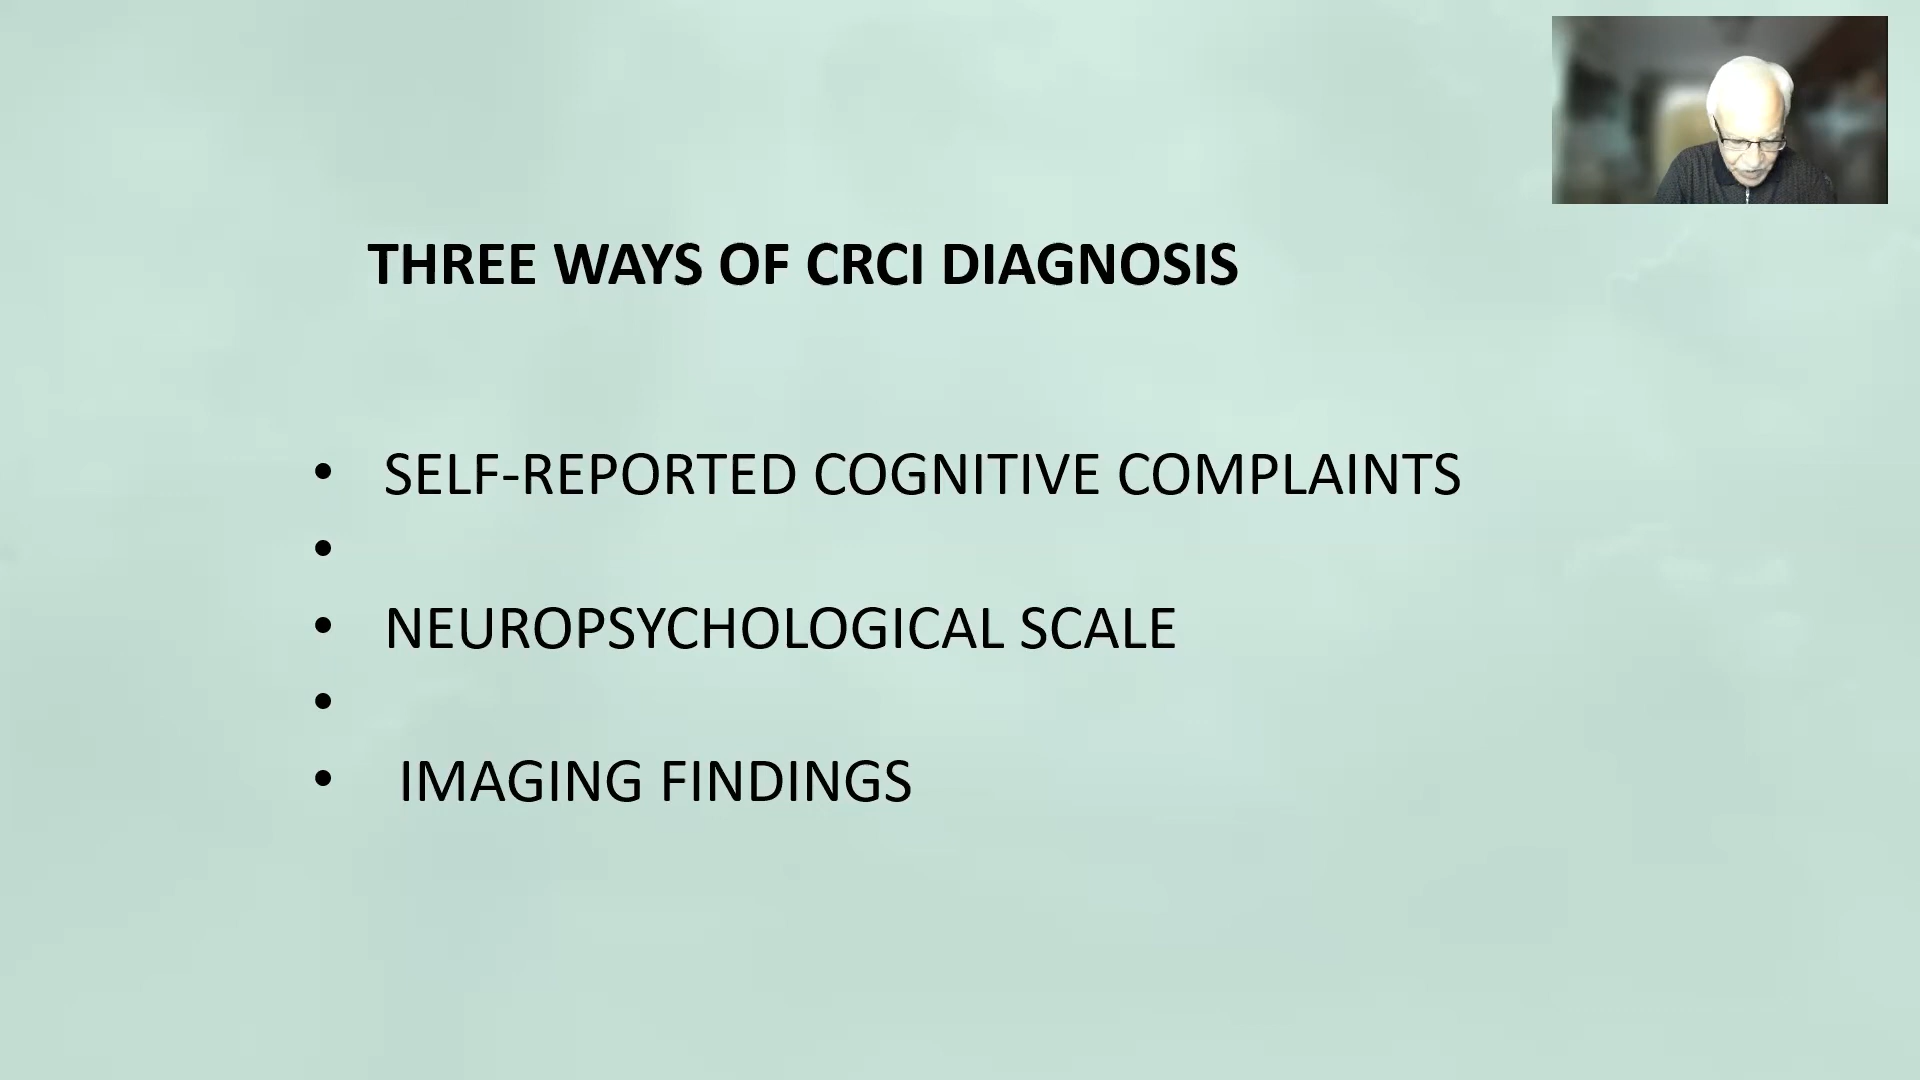 THREE WAYS OF CRCI DIAGNOSIS
• SELF-REPORTED COGNITIVE COMPLAINTS
•
• NEUROPSYCHOLOGICAL SCALE
•
• IMAGING FINDINGS